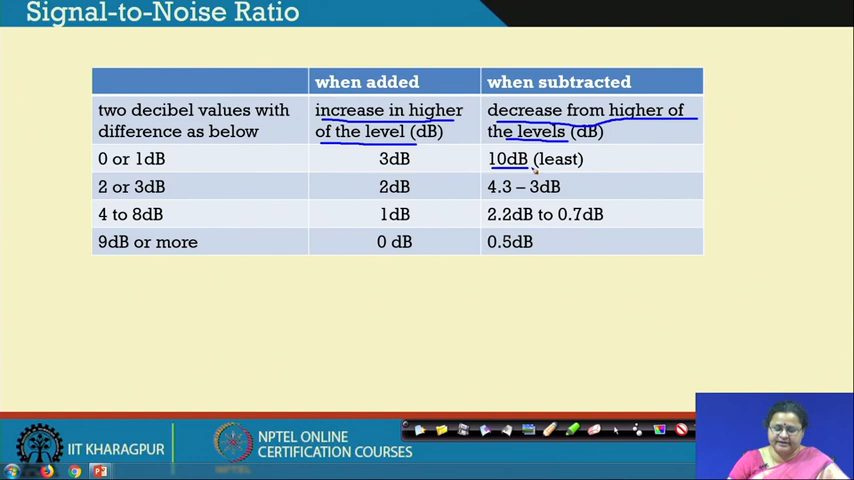 Signal-to-Noise Ratio
when added
when subtracted
two decibel values with
difference as below
increase in higher
of the level (dB)
decrease from higher of
the levels (dB)
0 or 1dB
3dB
10dB (least)
2 or 3dB
2dB
4.3 – 3dB
4 to 8dB
1dB
2.2dB to 0.7dB
9dB or more
0 dB
0.5dB
IIT KHARAGPUR
NPTEL ONLINE
CERTIFICATION COURSES
NPTEL